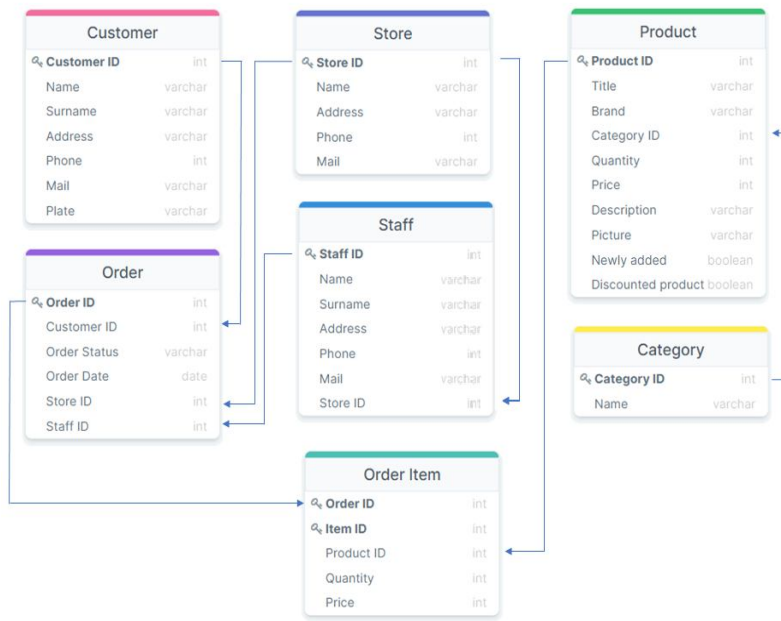 Customer
Customer ID int
Name varchar
Surname varchar
Address varchar
Phone int
Mail varchar
Plate varchar
Store
Store ID int
Name varchar
Address varchar
Phone int
Mail varchar
Product
Product ID int
Title varchar
Brand varchar
Category ID int
Quantity int
Price int
Description varchar
Picture varchar
Newly added boolean
Discounted product boolean
Order
Order ID int
Customer ID int
Order Status varchar
Order Date date
Store ID int
Staff ID int
Staff
Staff ID int
Name varchar
Surname varchar
Address varchar
Phone int
Mail varchar
Store ID int
Category
Category ID int
Name varchar
Order Item
Order ID int
Item ID int
Product ID int
Quantity int
Price int